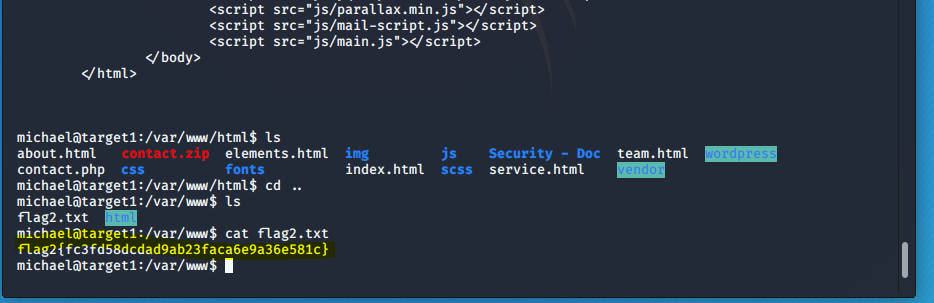 <script src="js/parallax.min.js"></script>
<script src="js/mail-script.js"></script>
<script src="js/main.js"></script>
</body>
</html>
michael@target1:/var/www/html$ ls
about.html contact.zip elements.html img js Security - Doc team.html wordpress
contact.php css fonts index.html scss service.html vendor
michael@target1:/var/www/html$ cd ..
michael@target1:/var/www$ ls
flag2.txt html
michael@target1:/var/www$ cat flag2.txt
flag2{fc3fd58dcdad9ab23faca6e9a36e581c}
michael@target1:/var/www$